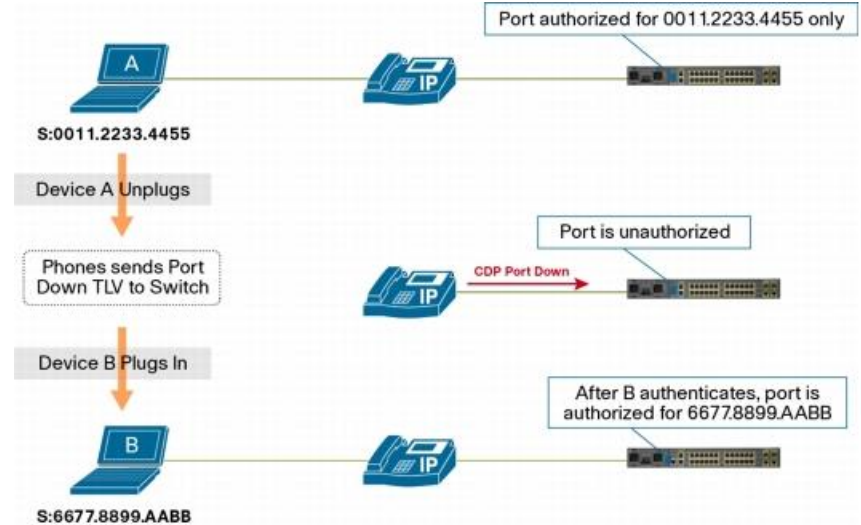 Port authorized for 0011.2233.4455 only
A
IP
S:0011.2233.4455
Device A Unplugs
Port is unauthorized
Phones sends Port
Down TLV to Switch
CDP Port Down
IP
Device B Plugs In
After B authenticates, port is
authorized for 6677.8899.AABB
B
IP
S:6677.8899.AABB